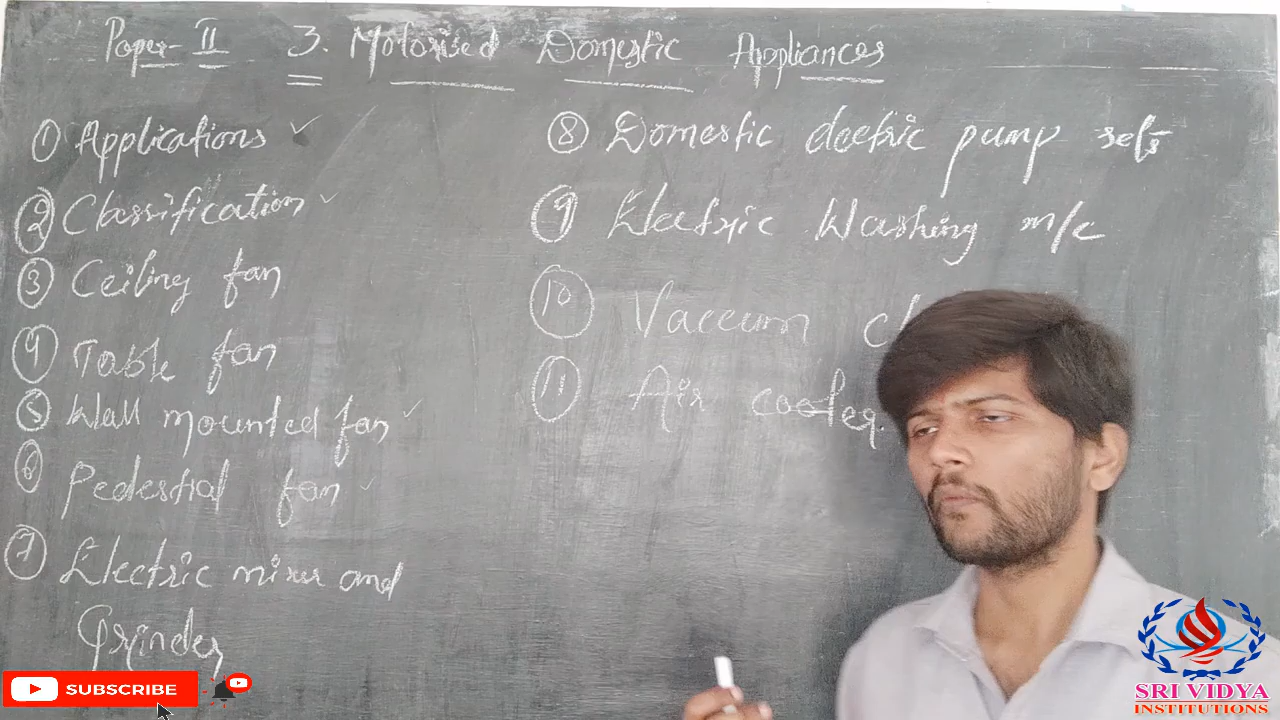 Paper-II 3. Motorised Domestic Appliances
① Applications ✓
② Classification ✓
③ Ceiling fan
④ Table fan
⑤ Wall mounted fan ✓
⑥ Pedestrial fan ✓
⑦ Electric mixer and
Grinder
⑧ Domestic electric pump sets
⑨ Electric Washing m/c
⑩ Vaccum
⑪ Air cooler.
SUBSCRIBE
SRI VIDYA
INSTITUTIONS